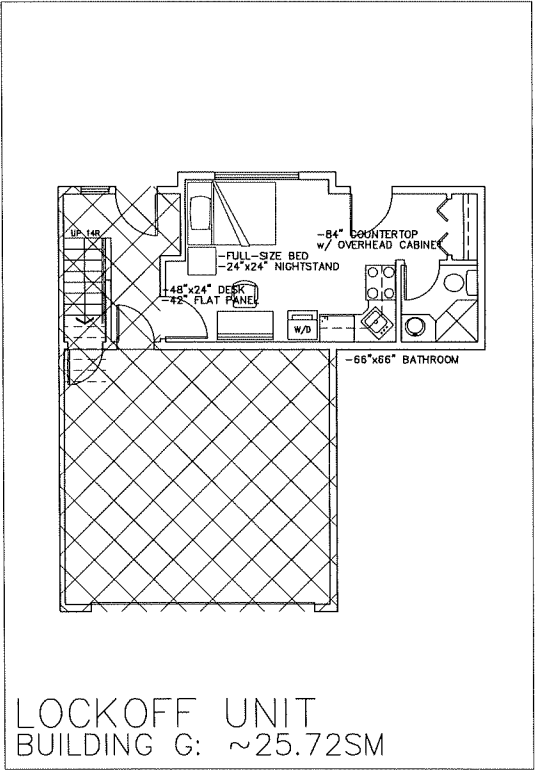 UP 14R
-84" COUNTERTOP
w/ OVERHEAD CABINET
-FULL-SIZE BED
-24"x24" NIGHTSTAND
-48"x24" DESK
-42" FLAT PANEL
W/D
-66"x66" BATHROOM
LOCKOFF UNIT
BUILDING G: ~25.72SM